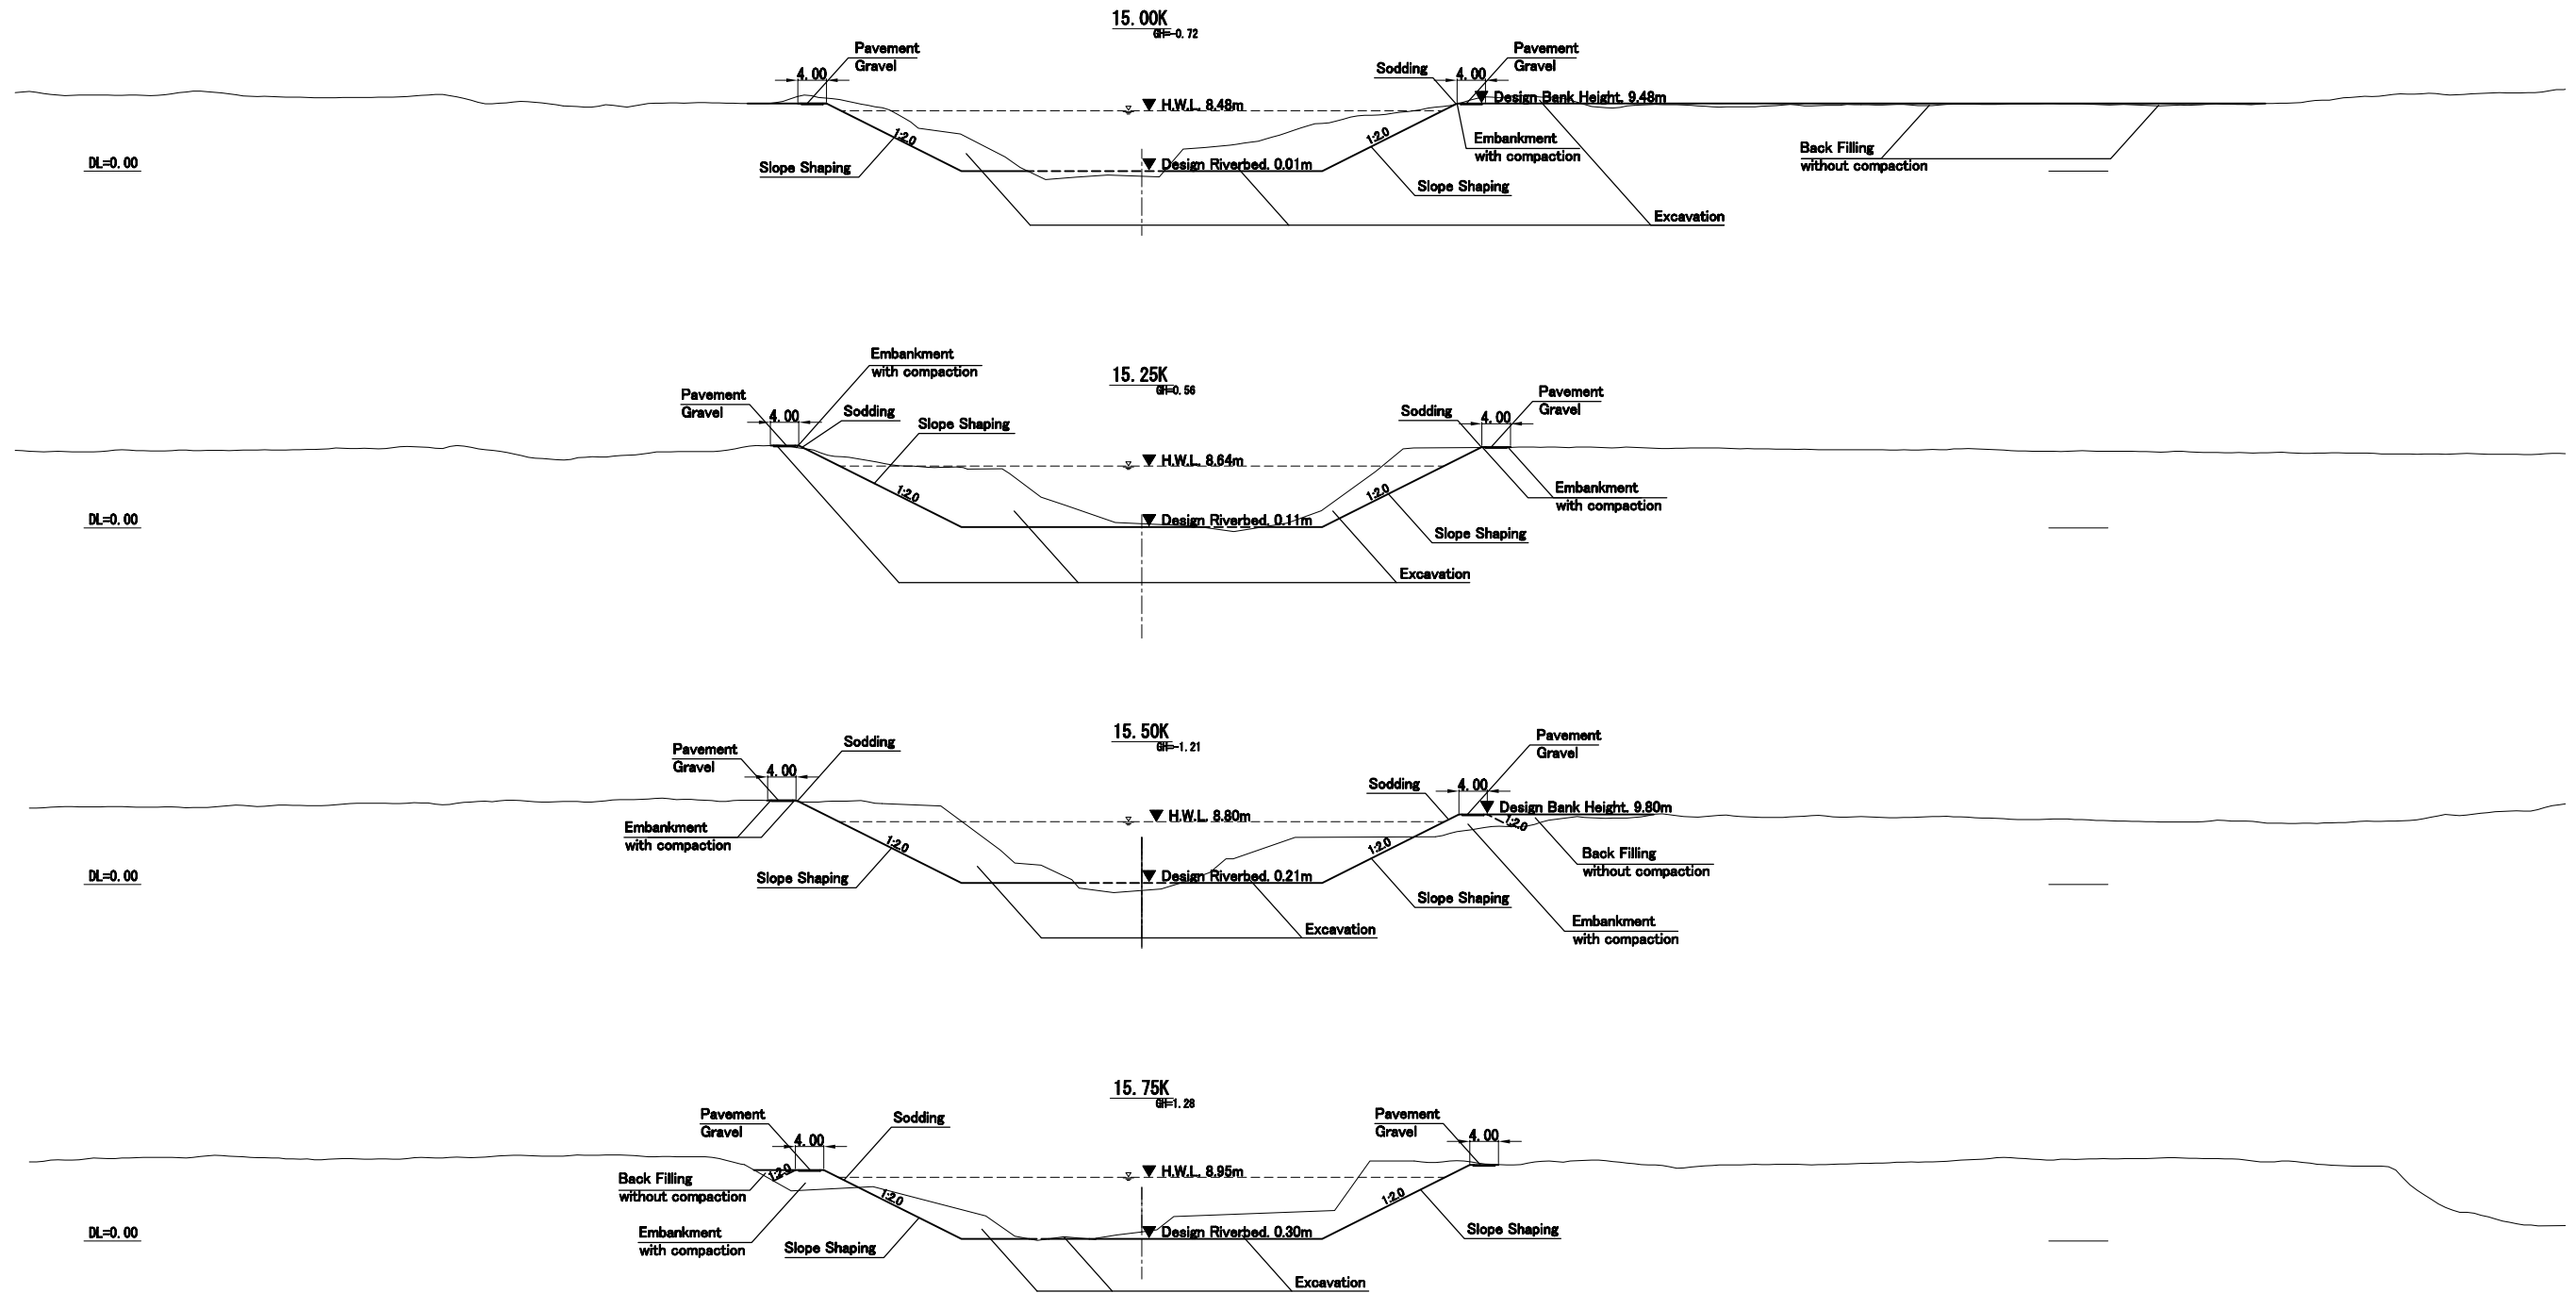 15.00K
GH=-0.72
Pavement
Gravel
4.00
Sodding
4.00
Pavement
Gravel
H.W.L. 8.48m
Design Bank Height. 9.48m
1:2.0
1:2.0
Embankment
with compaction
Back Filling
without compaction
DL=0.00
Slope Shaping
Design Riverbed. 0.01m
Slope Shaping
Excavation
Embankment
with compaction
15.25K
GH=0.56
Pavement
Gravel
4.00
Sodding
Slope Shaping
Sodding
4.00
Pavement
Gravel
H.W.L. 8.64m
1:2.0
1:2.0
Embankment
with compaction
DL=0.00
Design Riverbed. 0.11m
Slope Shaping
Excavation
15.50K
GH=-1.21
Pavement
Gravel
4.00
Sodding
Sodding
4.00
Pavement
Gravel
Design Bank Height. 9.80m
H.W.L. 8.80m
1:2.0
Embankment
with compaction
1:2.0
1:2.0
Back Filling
without compaction
DL=0.00
Slope Shaping
Design Riverbed. 0.21m
Slope Shaping
Excavation
Embankment
with compaction
15.75K
GH=1.28
Pavement
Gravel
4.00
Sodding
Pavement
Gravel
4.00
H.W.L. 8.95m
1:2.0
Back Filling
without compaction
1:2.0
1:2.0
DL=0.00
Embankment
with compaction
Slope Shaping
Design Riverbed. 0.30m
Slope Shaping
Excavation